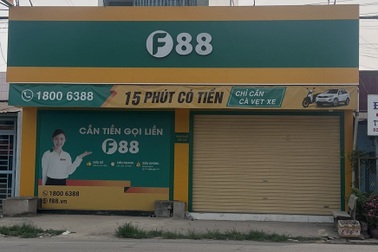 F88
1800 6388
15 PHÚT CÓ TIỀN
CHỈ CẦN
CÀ VẸT XE
CẦN TIỀN GỌI LIỀN
F88
1800 6388
f88.vn